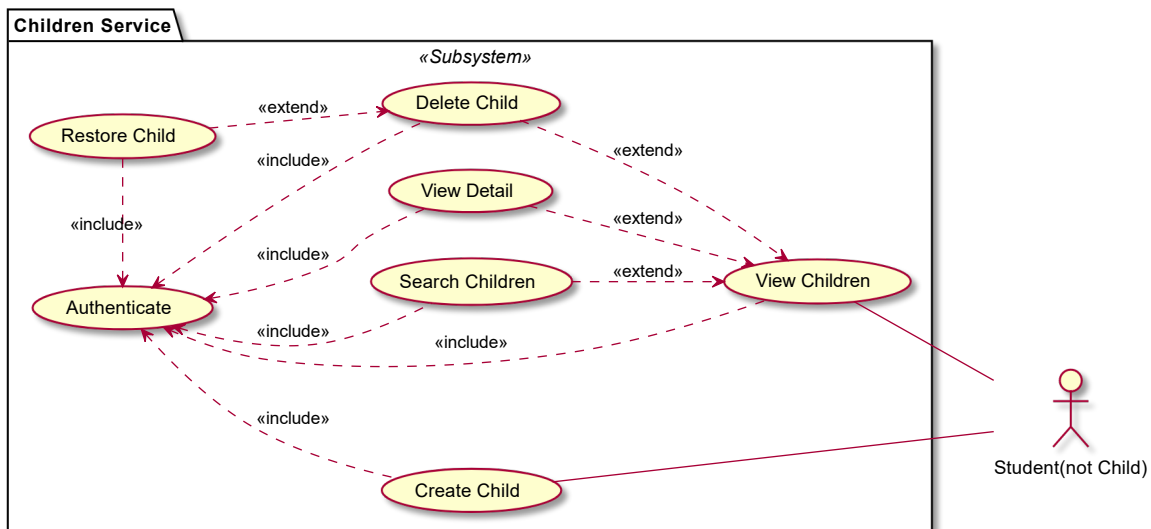 Children Service
«Subsystem»
Delete Child
«extend»
Restore Child
«extend»
«include»
View Detail
«extend»
«include»
«include»
«extend»
Search Children
View Children
Authenticate
«include»
«include»
«include»
Student(not Child)
Create Child